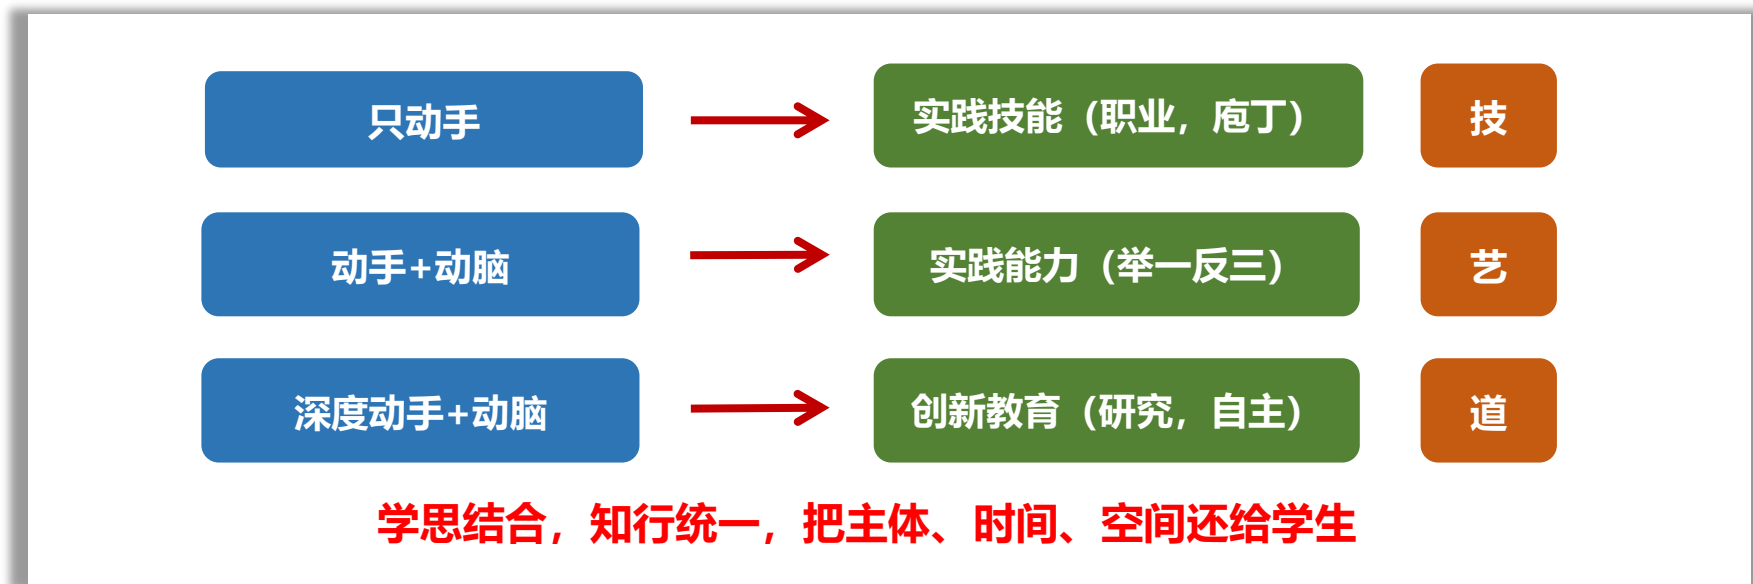 只动手
实践技能（职业，庖丁）
技
动手+动脑
实践能力（举一反三）
艺
深度动手+动脑
创新教育（研究，自主）
道
学思结合，知行统一，把主体、时间、空间还给学生